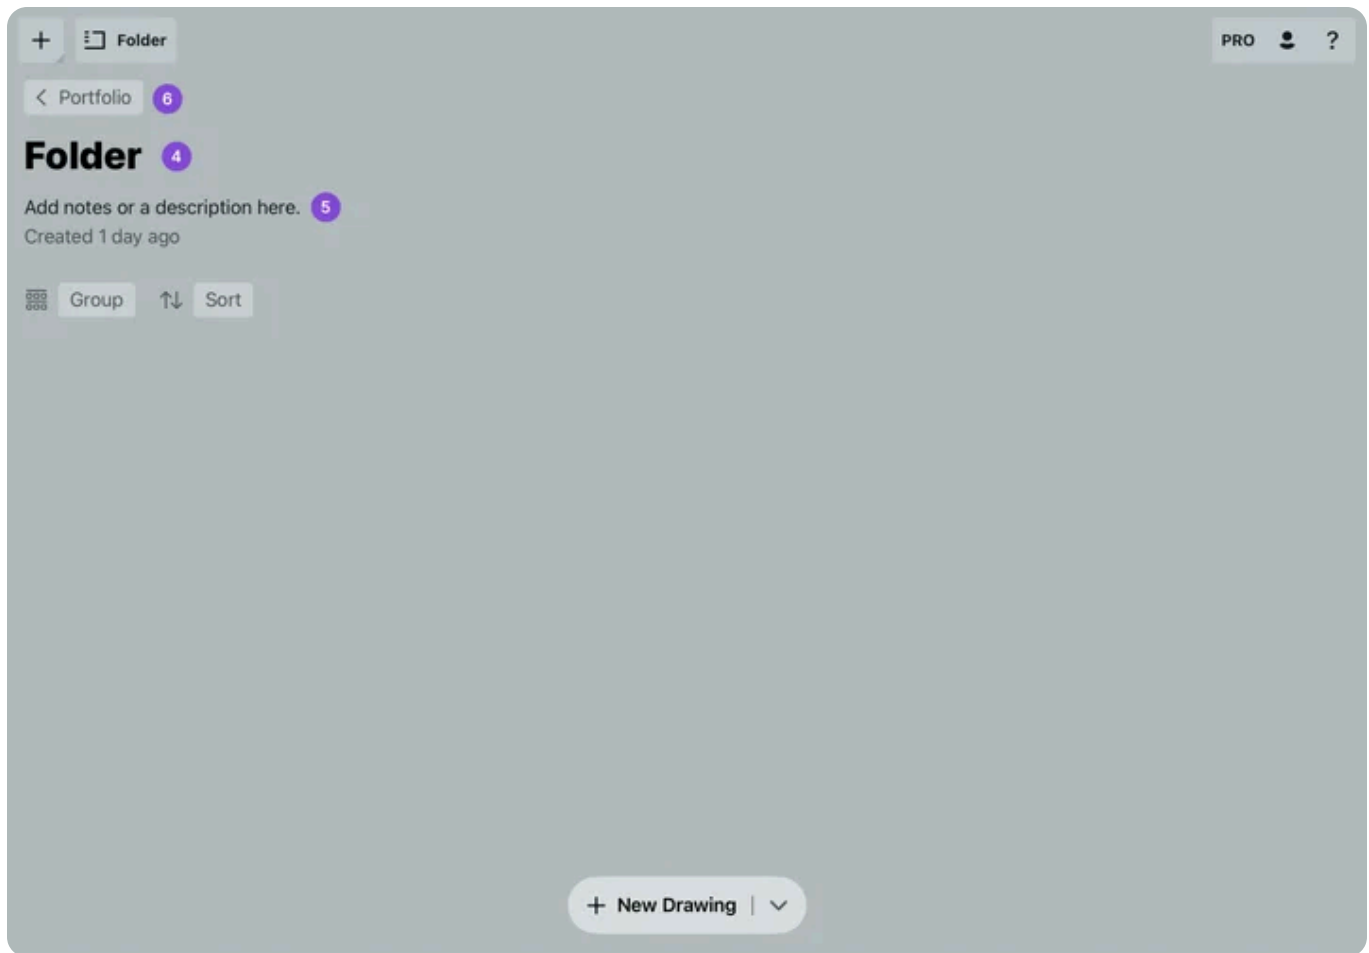 + Folder PRO ?
Portfolio 6
Folder 4
Add notes or a description here. 5
Created 1 day ago
Group Sort
+ New Drawing